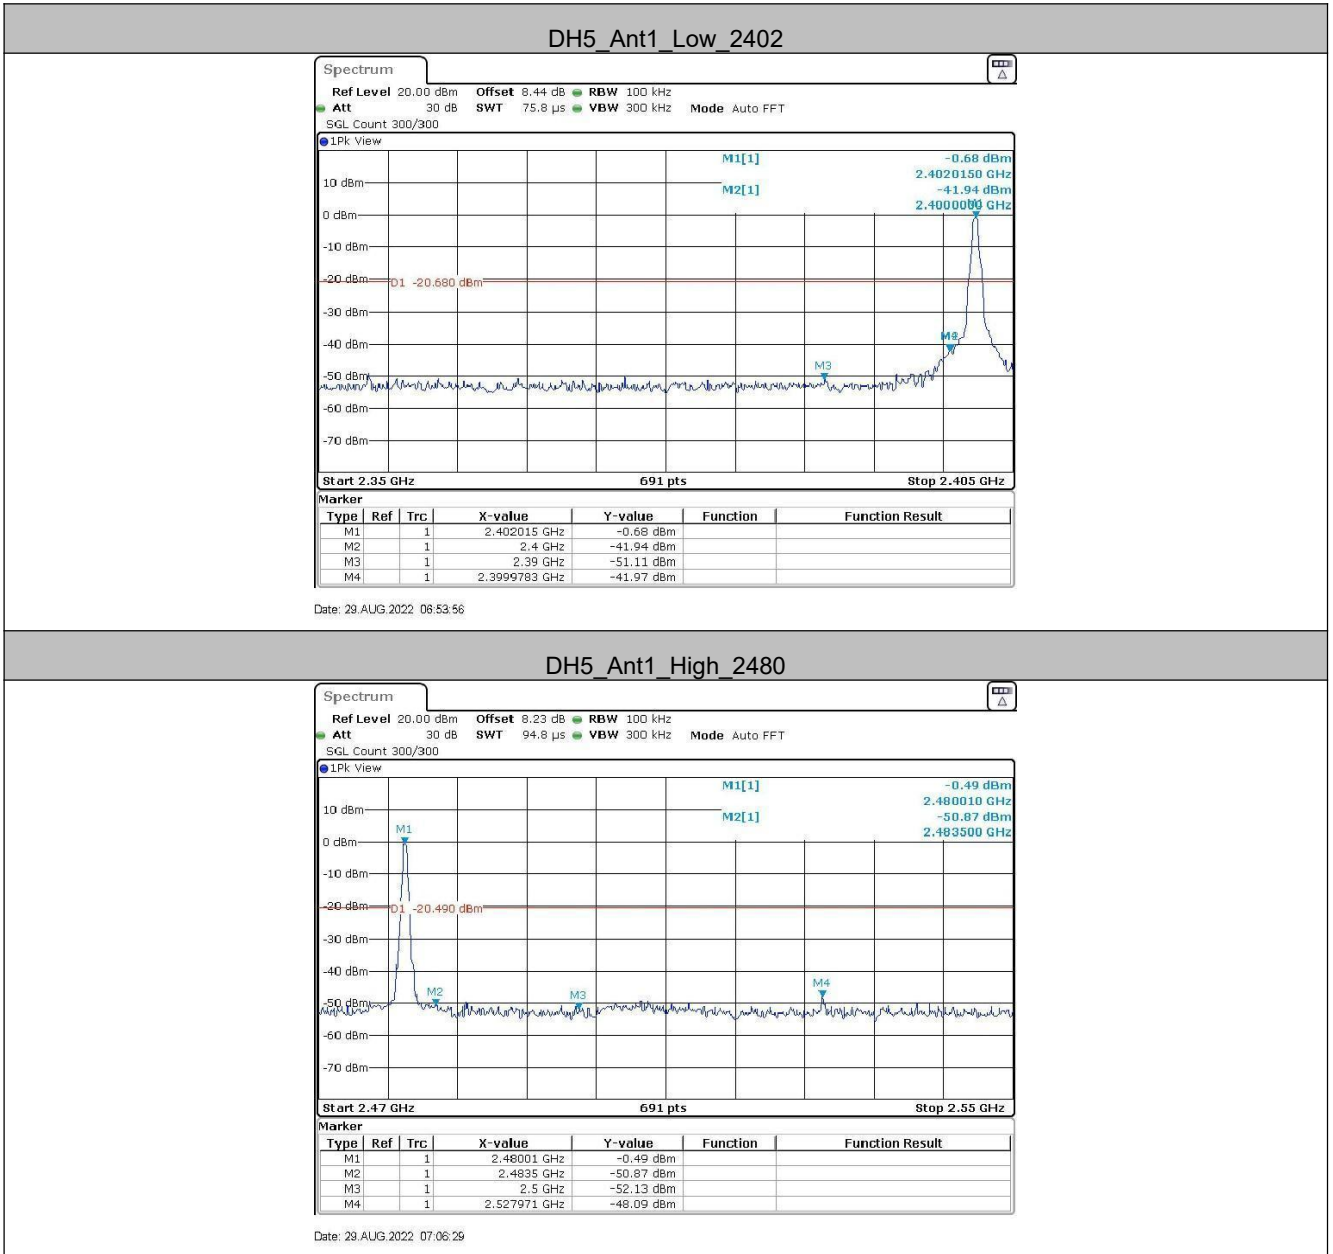 DH5_Ant1_Low_2402
Spectrum
Ref Level 20.00 dBm Offset 8.44 dB RBW 100 kHz
Att 30 dB SWT 75.8 µs VBW 300 kHz Mode Auto FFT
SGL Count 300/300
1Pk View
M1[1] -0.68 dBm
2.4020150 GHz
10 dBm
M2[1] -41.94 dBm
2.4000000 GHz
0 dBm
-10 dBm
-20 dBm
D1 -20.680 dBm
-30 dBm
-40 dBm
M3
-50 dBm
-60 dBm
-70 dBm
Start 2.35 GHz 691 pts Stop 2.405 GHz
Marker
Type Ref Trc X-value Y-value Function Function Result
M1 1 2.402015 GHz -0.68 dBm
M2 1 2.4 GHz -41.94 dBm
M3 1 2.39 GHz -51.11 dBm
M4 1 2.3999783 GHz -41.97 dBm
Date: 29.AUG.2022 06:53:56
DH5_Ant1_High_2480
Spectrum
Ref Level 20.00 dBm Offset 8.23 dB RBW 100 kHz
Att 30 dB SWT 94.8 µs VBW 300 kHz Mode Auto FFT
SGL Count 300/300
1Pk View
M1[1] -0.49 dBm
2.480010 GHz
10 dBm
M2[1] -50.87 dBm
2.483500 GHz
M1
0 dBm
-10 dBm
-20 dBm
D1 -20.490 dBm
-30 dBm
-40 dBm
M4
M2 M3
-50 dBm
-60 dBm
-70 dBm
Start 2.47 GHz 691 pts Stop 2.55 GHz
Marker
Type Ref Trc X-value Y-value Function Function Result
M1 1 2.48001 GHz -0.49 dBm
M2 1 2.4835 GHz -50.87 dBm
M3 1 2.5 GHz -52.13 dBm
M4 1 2.527971 GHz -48.09 dBm
Date: 29.AUG.2022 07:06:29